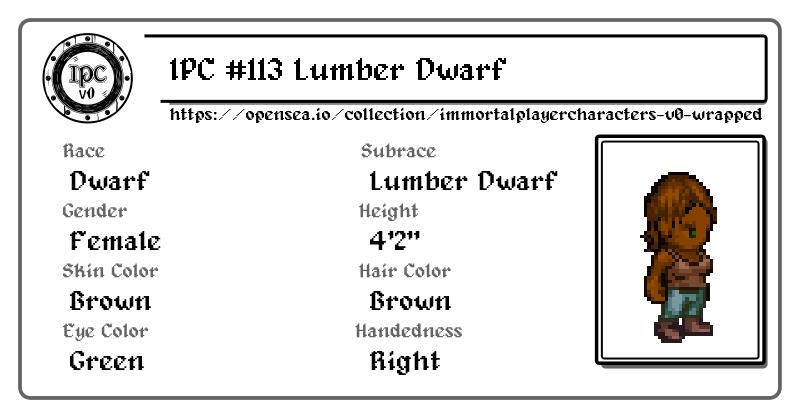 IPC
v0
IPC #113 Lumber Dwarf
https://opensea.io/collection/immortalplayercharacters-v0-wrapped
Race
Dwarf
Subrace
Lumber Dwarf
Gender
Female
Height
4'2"
Skin Color
Brown
Hair Color
Brown
Eye Color
Green
Handedness
Right